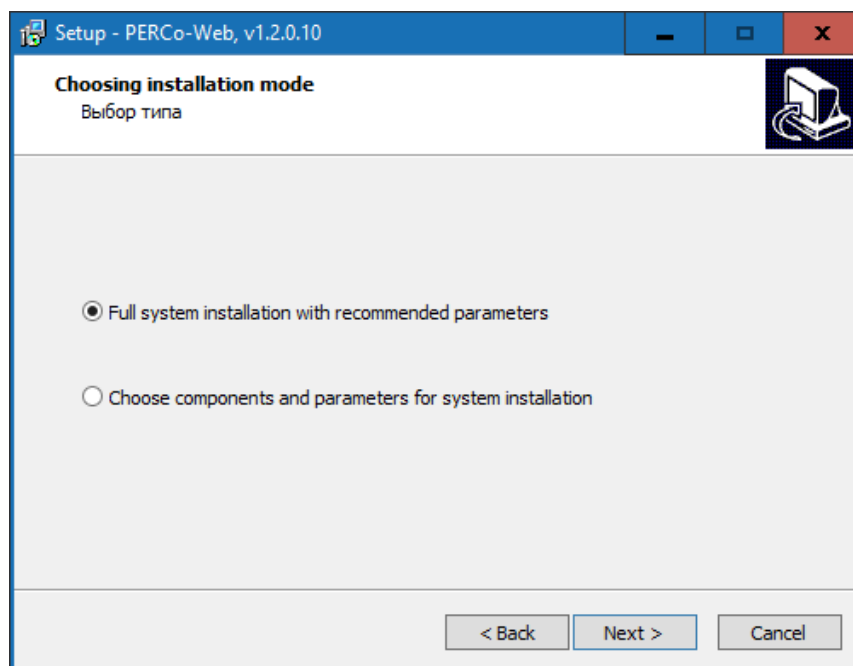 Setup - PERCo-Web, v1.2.0.10
Choosing installation mode
Выбор типа
Full system installation with recommended parameters
Choose components and parameters for system installation
< Back
Next >
Cancel